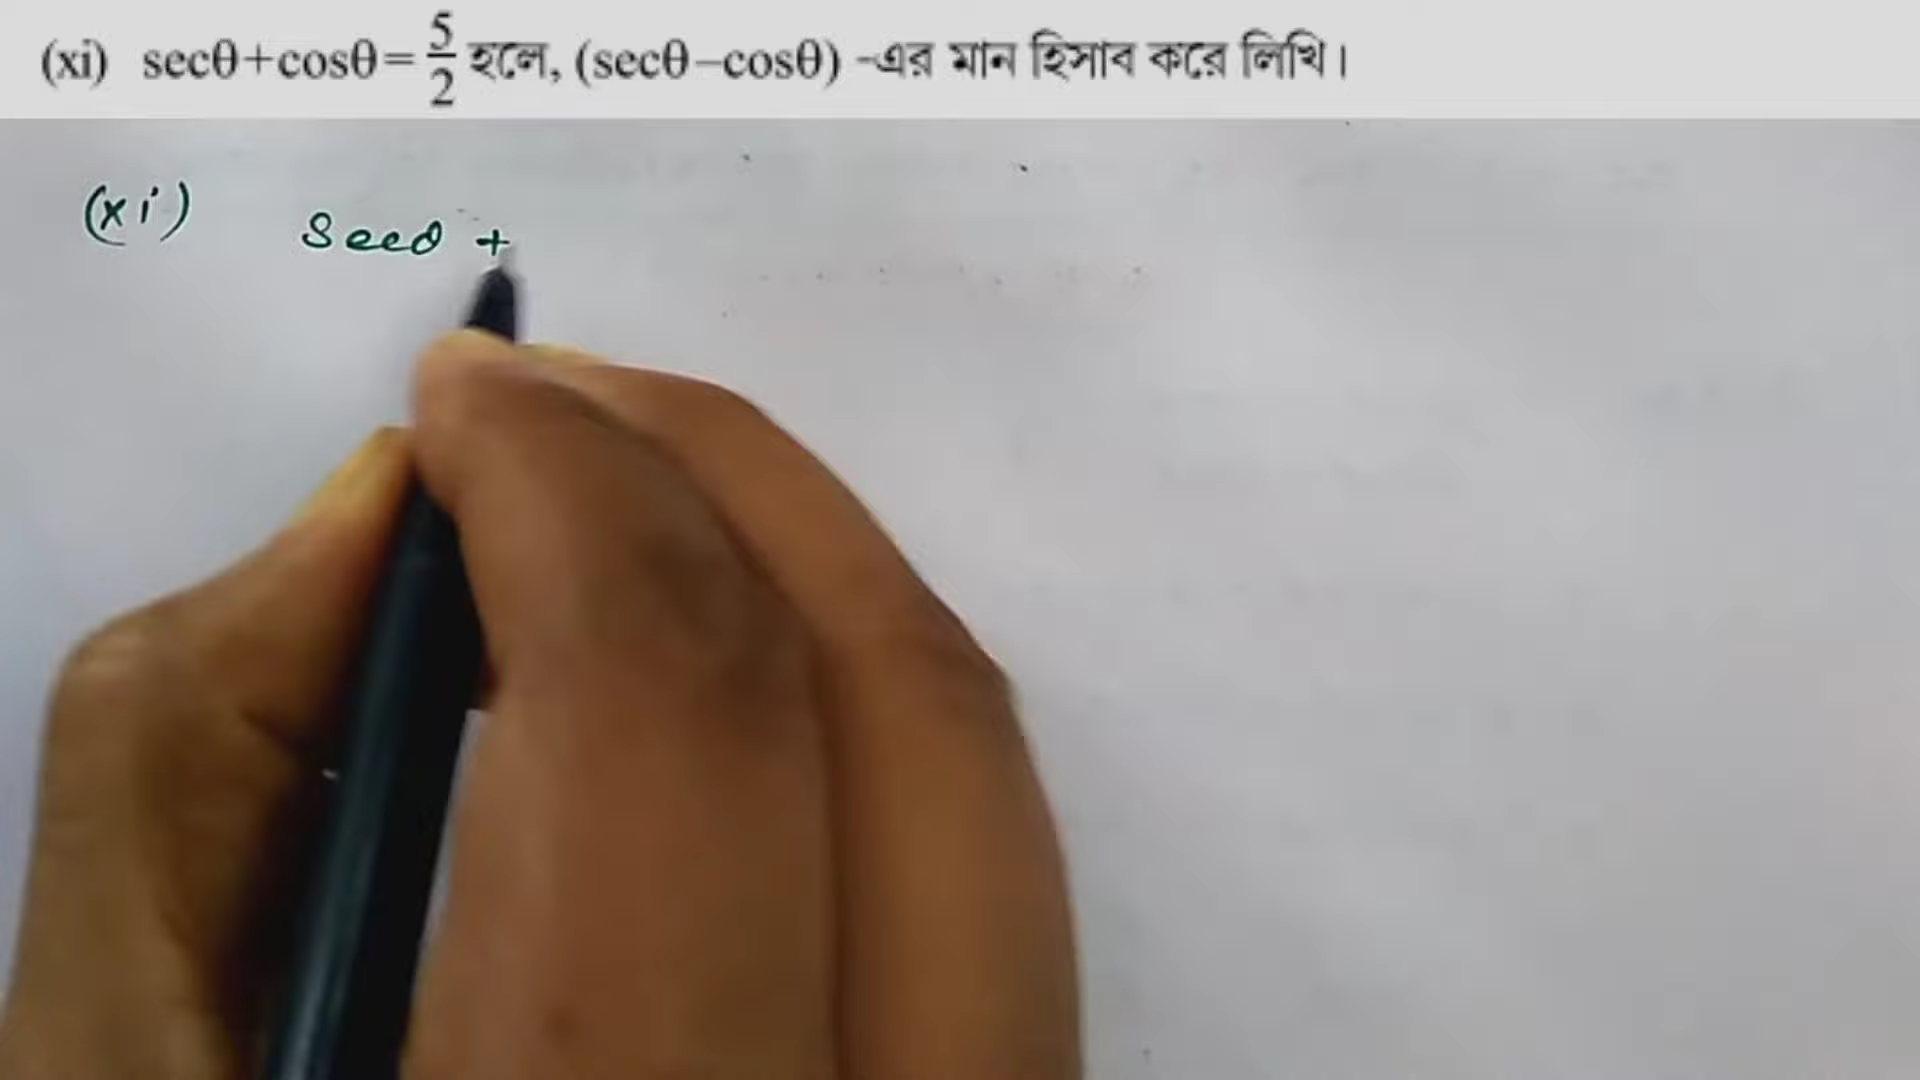 (xi) secθ+cosθ=5/2 হলে, (secθ–cosθ) -এর মান হিসাব করে লিখি।
(xi) secθ +